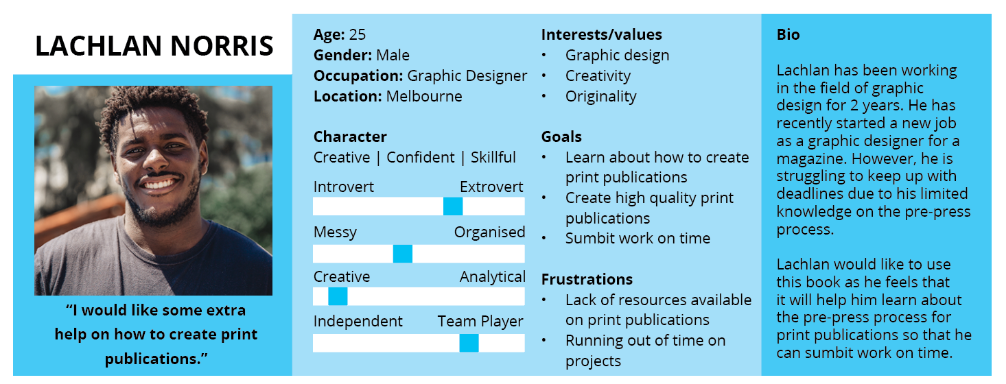 LACHLAN NORRIS
“I would like some extra
help on how to create print
publications.”
Age: 25
Gender: Male
Occupation: Graphic Designer
Location: Melbourne
Character
Creative | Confident | Skillful
Introvert Extrovert
Messy Organised
Creative Analytical
Independent Team Player
Interests/values
• Graphic design
• Creativity
• Originality
Goals
• Learn about how to create
print publications
• Create high quality print
publications
• Sumbit work on time
Frustrations
• Lack of resources available
on print publications
• Running out of time on
projects
Bio
Lachlan has been working
in the field of graphic
design for 2 years. He has
recently started a new job
as a graphic designer for a
magazine. However, he is
struggling to keep up with
deadlines due to his limited
knowledge on the pre-press
process.
Lachlan would like to use
this book as he feels that
it will help him learn about
the pre-press process for
print publications so that he
can sumbit work on time.